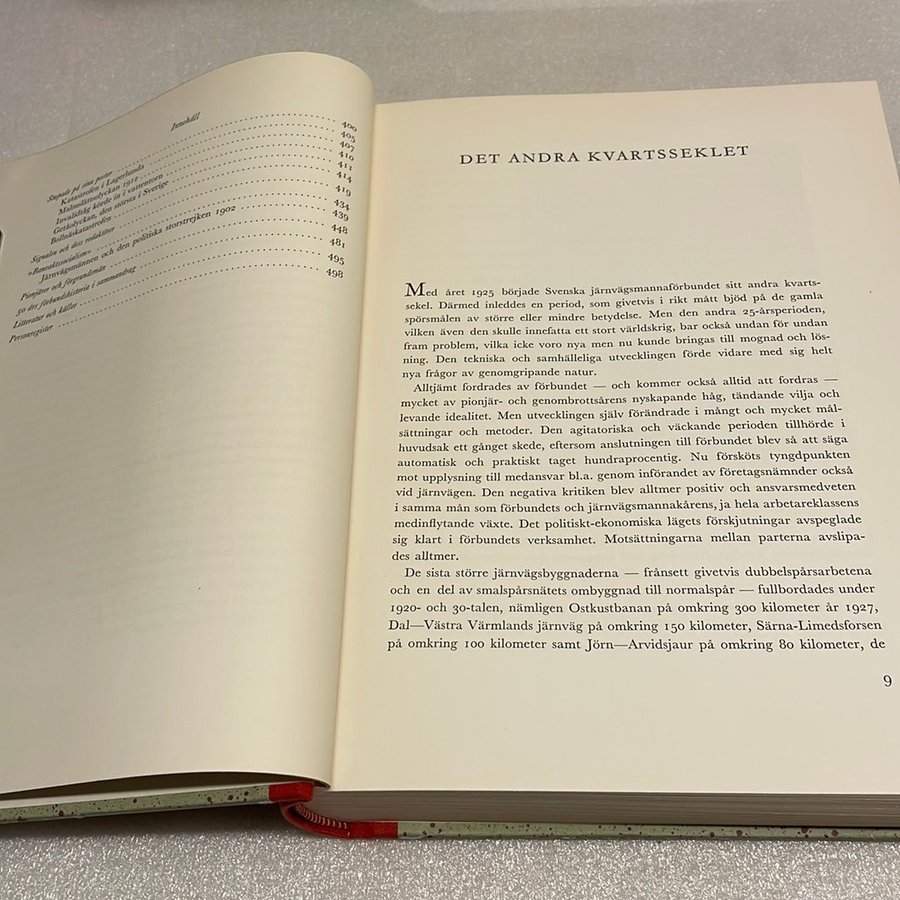 Innehåll
Stupade på sina poster 400
Katastrofen i Lagerlunda 405
Malmslättsolyckan 1912 407
Invalidtåg körde in i vattentorn 410
Getåolyckan, den största i Sverige 411
Bollnäskatastrofen 414
Signalen och dess redaktörer 419
»Banvaktssocialism» 434
Järnvägsmännen och den politiska storstrejken 1902 439
Pionjärer och förgrundsmän 448
30 års förbundshistoria i sammandrag 481
Litteratur och källor 495
Personregister 498
DET ANDRA KVARTSSEKLET
Med året 1925 började Svenska järnvägsmannaförbundet sitt andra kvarts-
sekel. Därmed inleddes en period, som givetvis i rikt mått bjöd på de gamla
spörsmålen av större eller mindre betydelse. Men den andra 25-årsperioden,
vilken även den skulle innefatta ett stort världskrig, bar också undan för undan
fram problem, vilka icke voro nya men nu kunde bringas till mognad och lös-
ning. Den tekniska och samhälleliga utvecklingen förde vidare med sig helt
nya frågor av genomgripande natur.
Alltjämt fordrades av förbundet — och kommer också alltid att fordras —
mycket av pionjär- och genombrottsårens nyskapande håg, tändande vilja och
levande idealitet. Men utvecklingen själv förändrade i mångt och mycket mål-
sättningar och metoder. Den agitatoriska och väckande perioden tillhörde i
huvudsak ett gånget skede, eftersom anslutningen till förbundet blev så att säga
automatisk och praktiskt taget hundraprocentig. Nu försköts tyngdpunkten
mot upplysning till medansvar bl.a. genom införandet av företagsnämnder också
vid järnvägen. Den negativa kritiken blev alltmer positiv och ansvarsmedveten
i samma mån som förbundets och järnvägsmannakårens, ja hela arbetareklassens
medinflytande växte. Det politiskt-ekonomiska lägets förskjutningar avspeglade
sig klart i förbundets verksamhet. Motsättningarna mellan parterna avslipa-
des alltmer.
De sista större järnvägsbyggnaderna — frånsett givetvis dubbelspårsarbetena
och en del av smalspårsnätets ombyggnad till normalspår — fullbordades under
1920- och 30-talen, nämligen Ostkustbanan på omkring 300 kilometer år 1927,
Dal—Västra Värmlands järnväg på omkring 150 kilometer, Särna-Limedsforsen
på omkring 100 kilometer samt Jörn—Arvidsjaur på omkring 80 kilometer, de
9